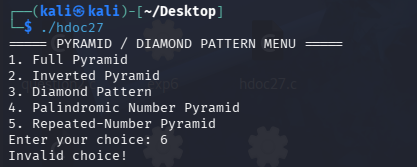 ┌──(kali㉿kali)-[~/Desktop]
└─$ ./hdoc27
═════ PYRAMID / DIAMOND PATTERN MENU ═════
1. Full Pyramid
2. Inverted Pyramid
3. Diamond Pattern
4. Palindromic Number Pyramid
5. Repeated-Number Pyramid
Enter your choice: 6
Invalid choice!
hdoc27.c